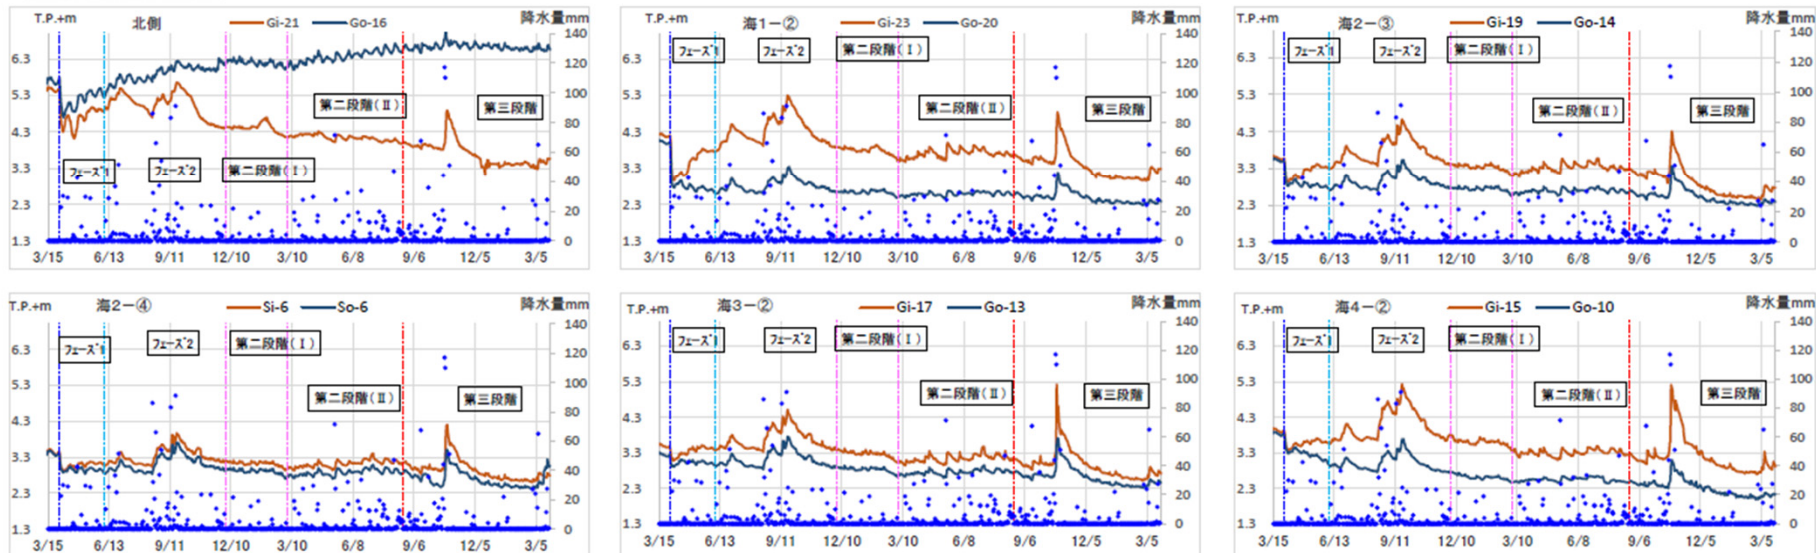 T.P.+m 北側 Gi-21 Go-16 降水量mm
140
6.3 120
5.3 100
4.3 80
3.3 60
2.3 40
20
1.3 0
フェーズ1 フェーズ2 第二段階(Ⅰ) 第二段階(Ⅱ) 第三段階
3/15 6/13 9/11 12/10 3/10 6/8 9/6 12/5 3/5
T.P.+m 海1-② Gi-23 Go-20 降水量mm
140
6.3 120
5.3 100
4.3 80
3.3 60
2.3 40
20
1.3 0
フェーズ1 フェーズ2 第二段階(Ⅰ) 第二段階(Ⅱ) 第三段階
3/15 6/13 9/11 12/10 3/10 6/8 9/6 12/5 3/5
T.P.+m 海2-③ Gi-19 Go-14 降水量mm
140
6.3 120
5.3 100
4.3 80
3.3 60
2.3 40
20
1.3 0
フェーズ1 フェーズ2 第二段階(Ⅰ) 第二段階(Ⅱ) 第三段階
3/15 6/13 9/11 12/10 3/10 6/8 9/6 12/5 3/5
T.P.+m 海2-④ Si-6 So-6 降水量mm
140
6.3 120
5.3 100
4.3 80
3.3 60
2.3 40
20
1.3 0
フェーズ1 フェーズ2 第二段階(Ⅰ) 第二段階(Ⅱ) 第三段階
3/15 6/13 9/11 12/10 3/10 6/8 9/6 12/5 3/5
T.P.+m 海3-② Gi-17 Go-13 降水量mm
140
6.3 120
5.3 100
4.3 80
3.3 60
2.3 40
20
1.3 0
フェーズ1 フェーズ2 第二段階(Ⅰ) 第二段階(Ⅱ) 第三段階
3/15 6/13 9/11 12/10 3/10 6/8 9/6 12/5 3/5
T.P.+m 海4-② Gi-15 Go-10 降水量mm
140
6.3 120
5.3 100
4.3 80
3.3 60
2.3 40
20
1.3 0
フェーズ1 フェーズ2 第二段階(Ⅰ) 第二段階(Ⅱ) 第三段階
3/15 6/13 9/11 12/10 3/10 6/8 9/6 12/5 3/5